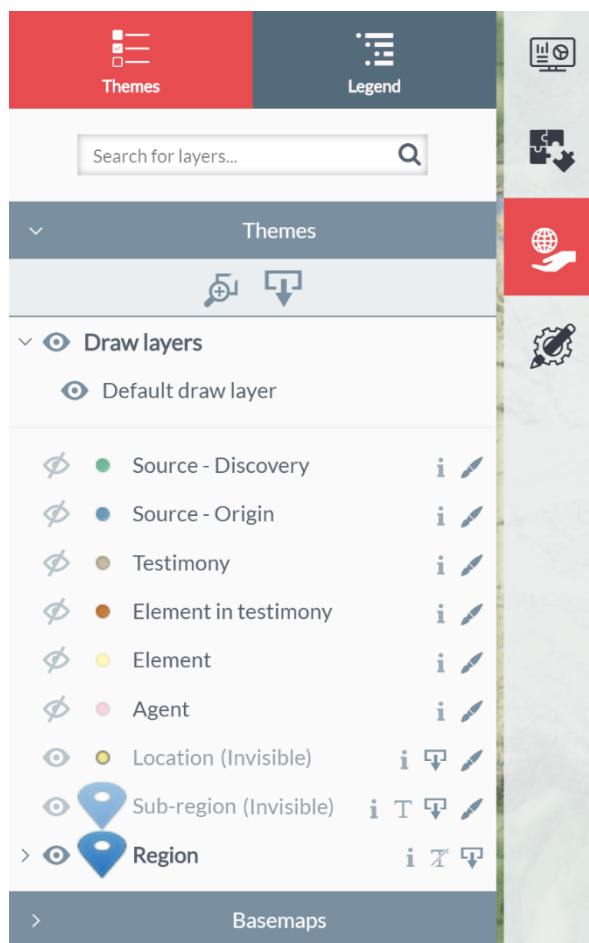 Themes
Legend
Search for layers...
Themes
Draw layers
Default draw layer
Source - Discovery
Source - Origin
Testimony
Element in testimony
Element
Agent
Location (Invisible)
Sub-region (Invisible)
Region
Basemaps